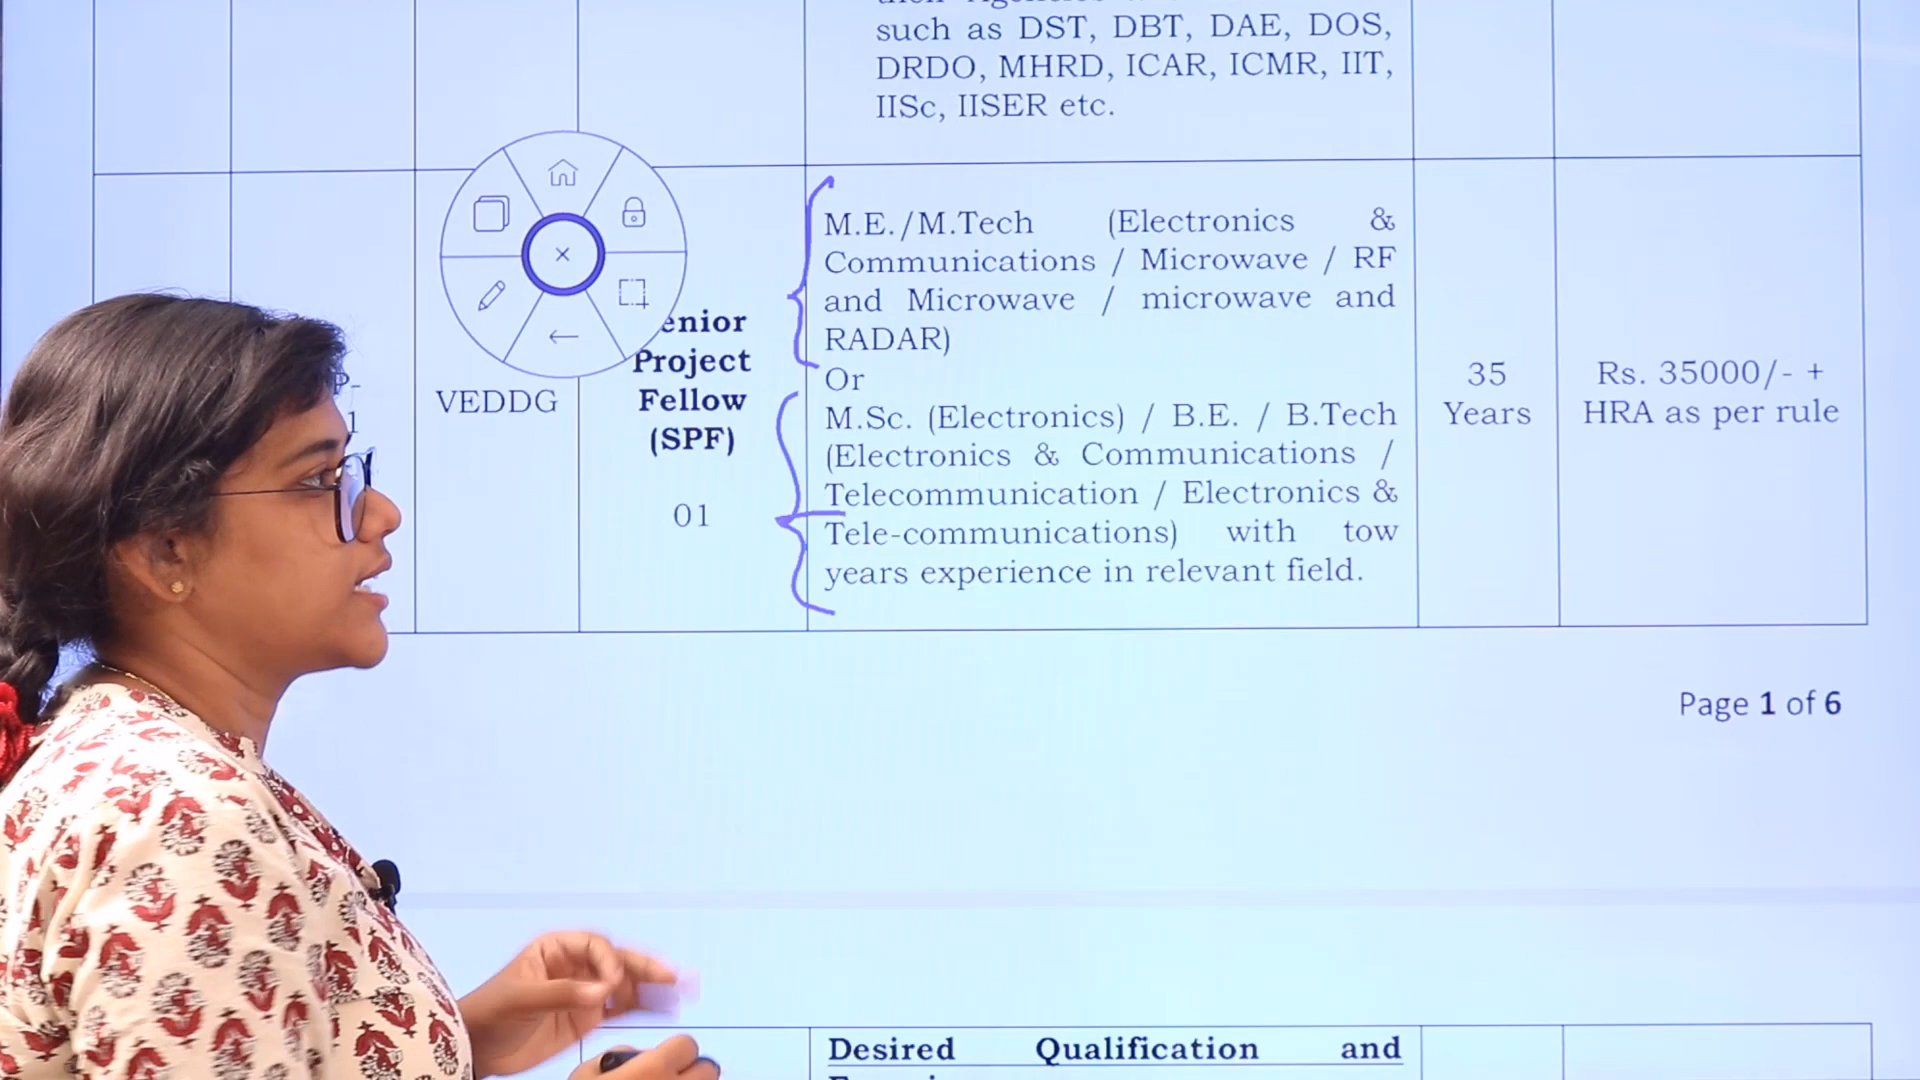 such as DST, DBT, DAE, DOS,
DRDO, MHRD, ICAR, ICMR, IIT,
IISc, IISER etc.
VEDDG
enior
Project
Fellow
(SPF)
01
M.E./M.Tech (Electronics &
Communications / Microwave / RF
and Microwave / microwave and
RADAR)
Or
M.Sc. (Electronics) / B.E. / B.Tech
(Electronics & Communications /
Telecommunication / Electronics &
Tele-communications) with tow
years experience in relevant field.
35
Years
Rs. 35000/- +
HRA as per rule
Page 1 of 6
Desired Qualification and